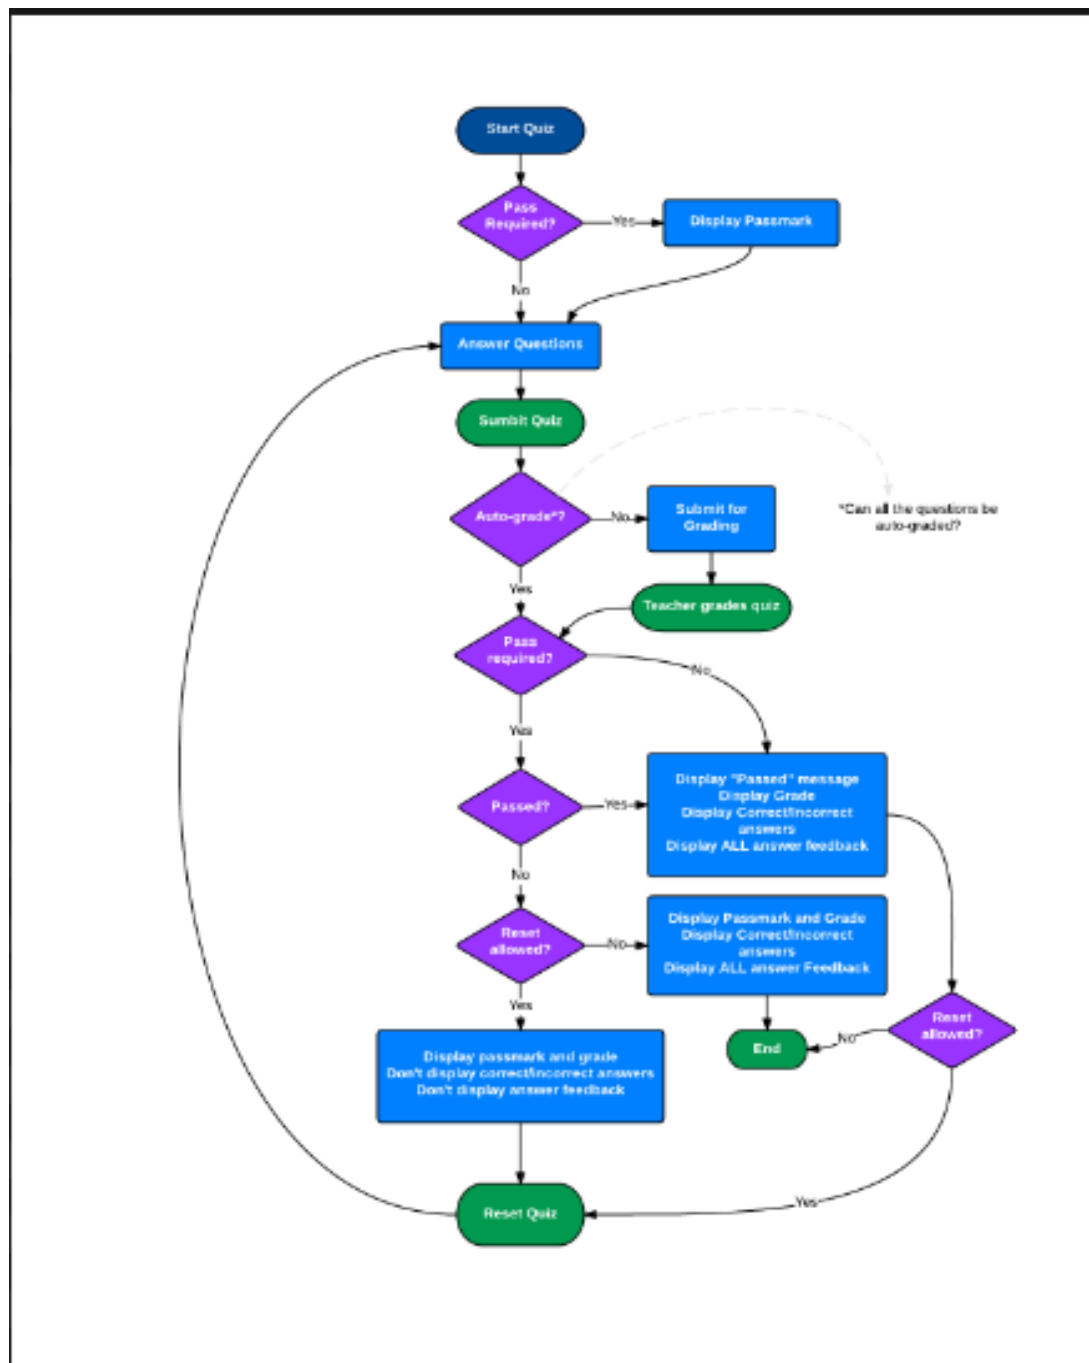 Start Quiz
Pass
Required?
Yes
Display Passmark
No
Answer Questions
Sumbit Quiz
Auto-grade*?
No
Submit for
Grading
*Can all the questions be
auto-graded?
Yes
Teacher grades quiz
Pass
required?
No
Yes
Display "Passed" message
Display Grade
Display Correct/Incorrect
answers
Display ALL answer feedback
Passed?
Yes
No
Reset
allowed?
No
Display Passmark and Grade
Display Correct/Incorrect
answers
Display ALL answer Feedback
Yes
Reset
allowed?
No
End
Display passmark and grade
Don't display correct/incorrect answers
Don't display answer feedback
Yes
Reset Quiz